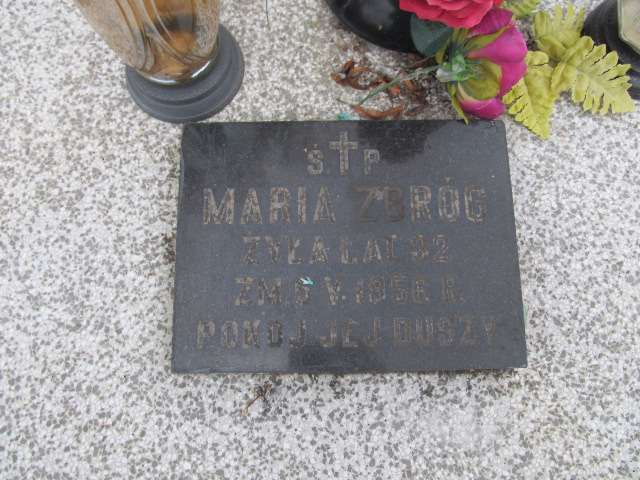 Ś.†P.
MARIA ZBRÓG
ŻYŁA LAT 32
ZM. 5 V. 1956 R.
POKÓJ JEJ DUSZY